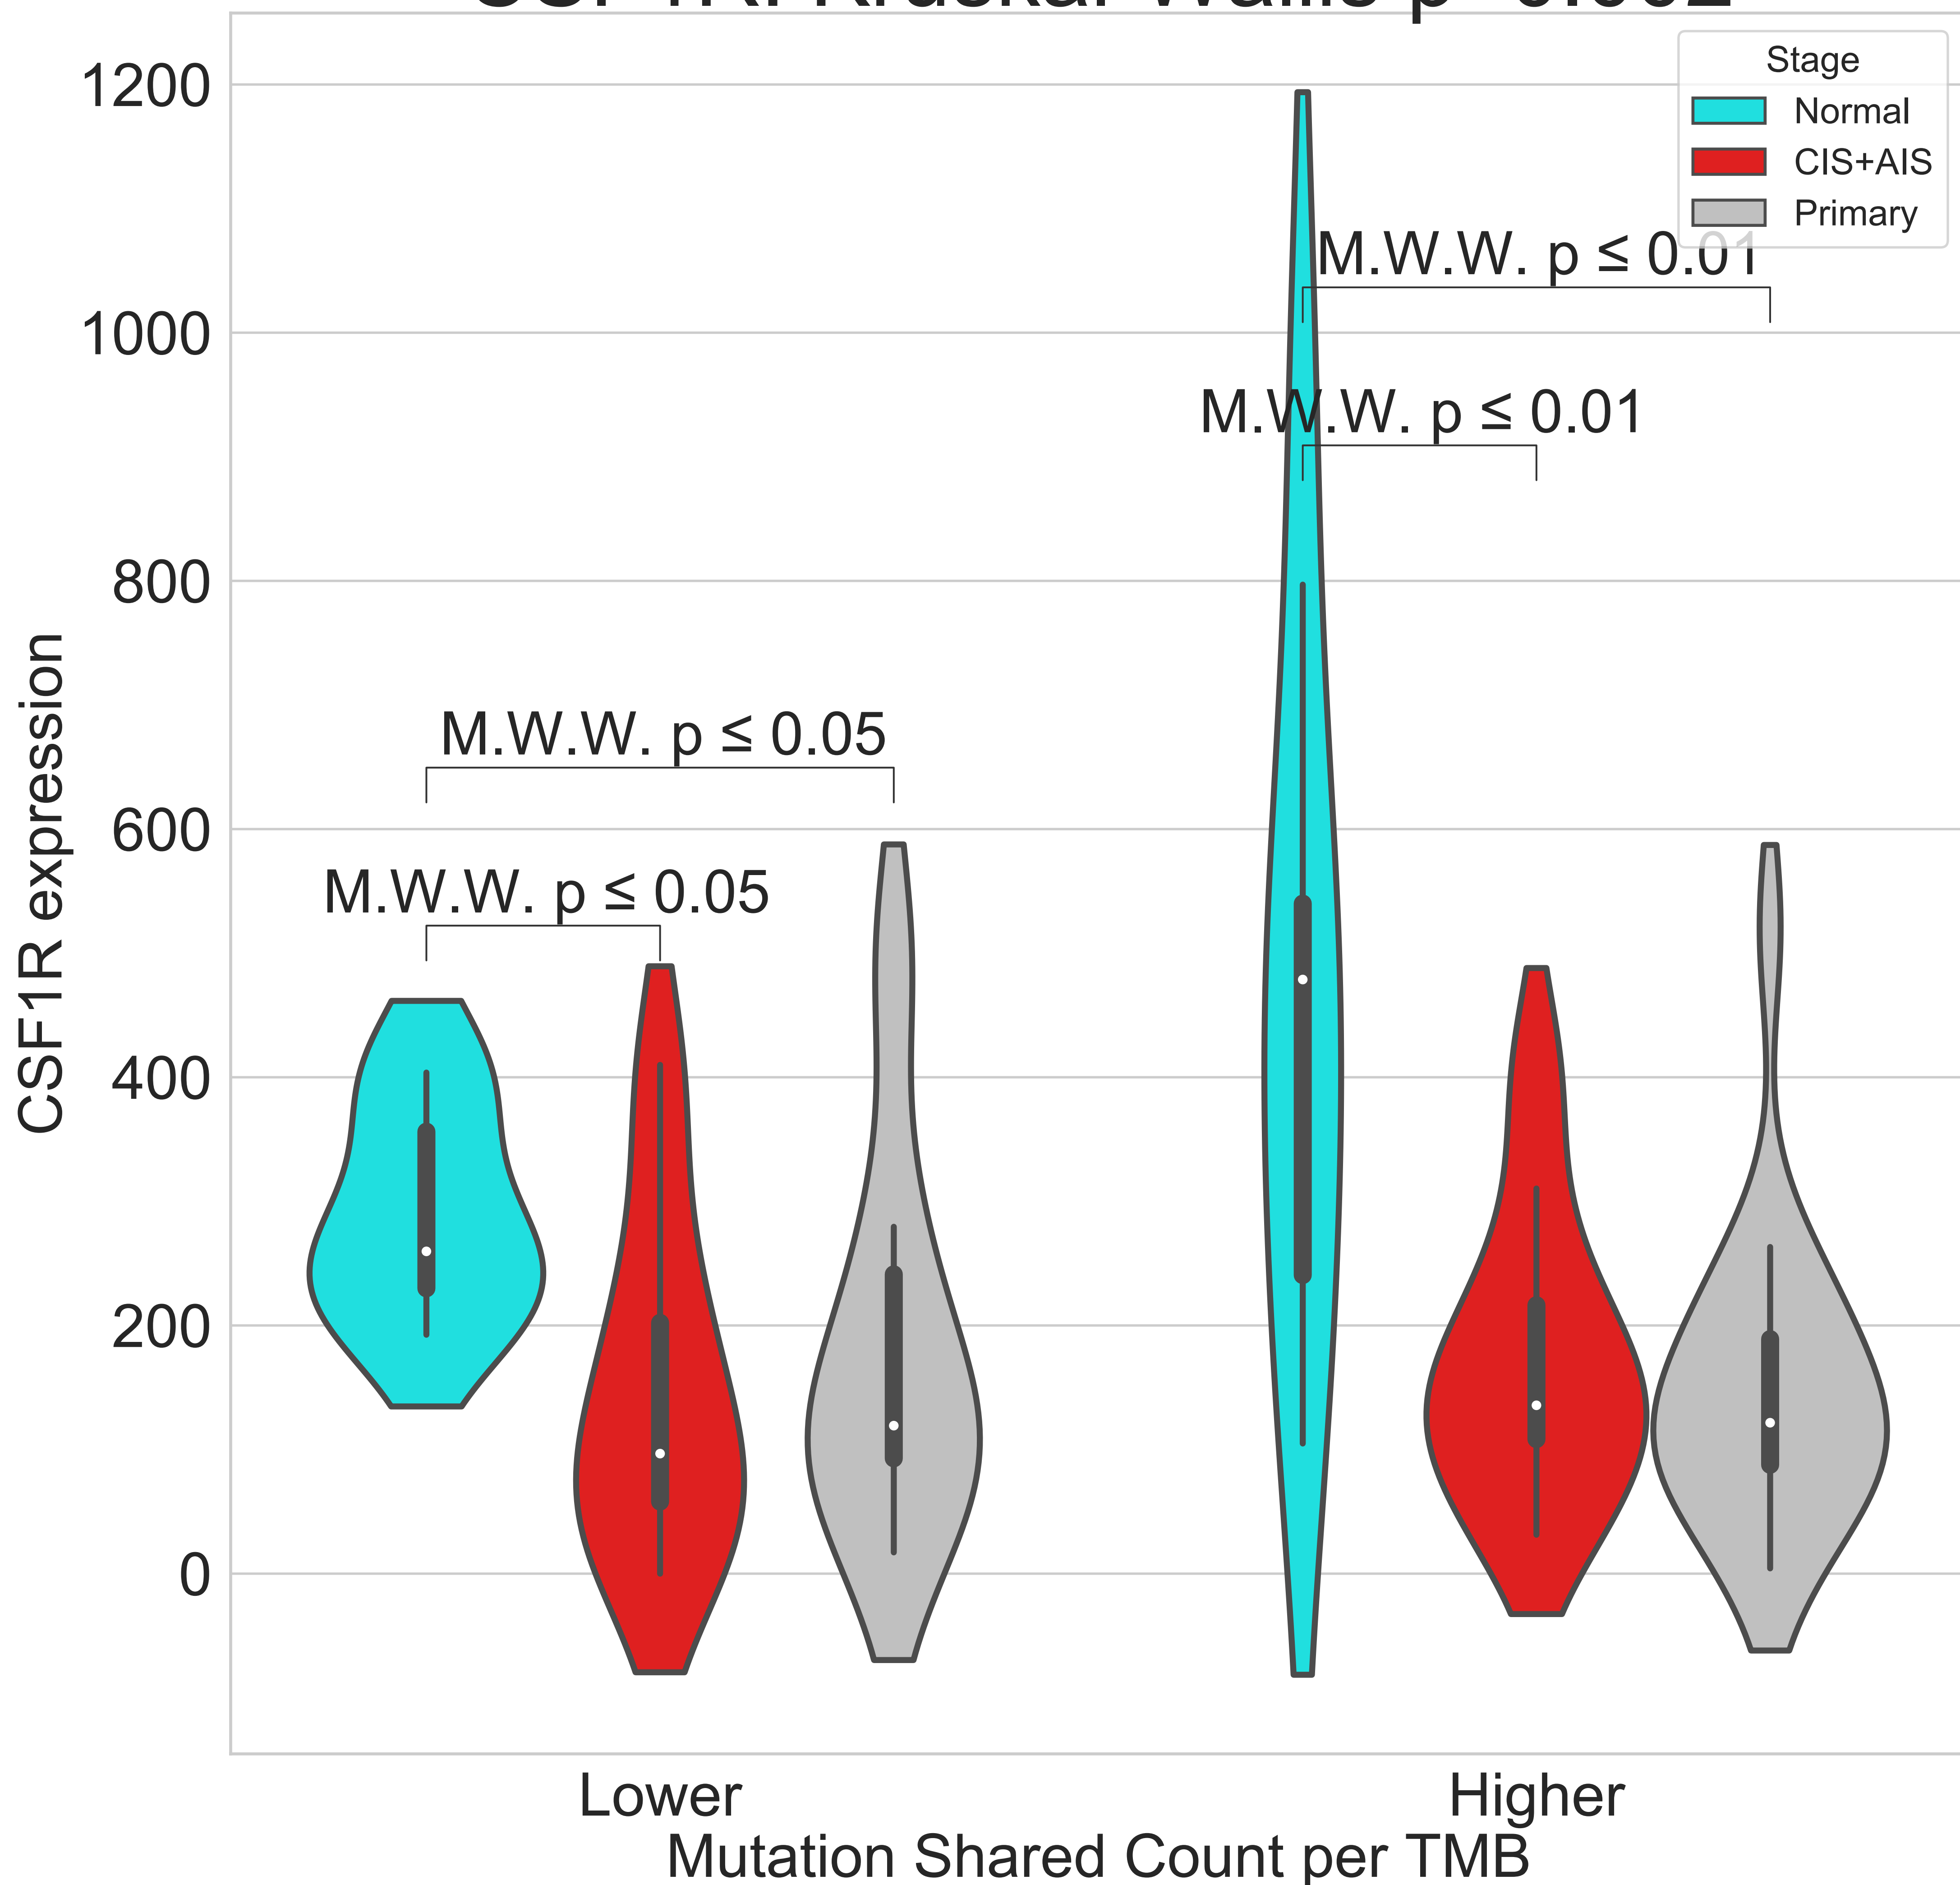 Stage
Normal
CIS+AIS
Primary
1200
1000
800
600
400
200
0
CSF1R expression
M.W.W. p ≤ 0.01
M.W.W. p ≤ 0.01
M.W.W. p ≤ 0.05
M.W.W. p ≤ 0.05
Lower
Higher
Mutation Shared Count per TMB